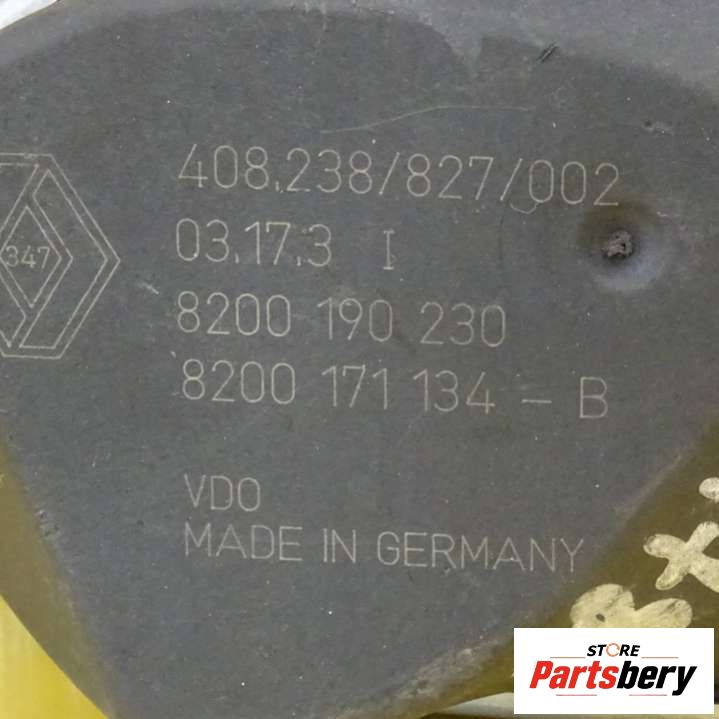 408.238/827/002
03.17.3 I
347
8200 190 230
8200 171 134 - B
VDO
MADE IN GERMANY
STORE
Partsbery